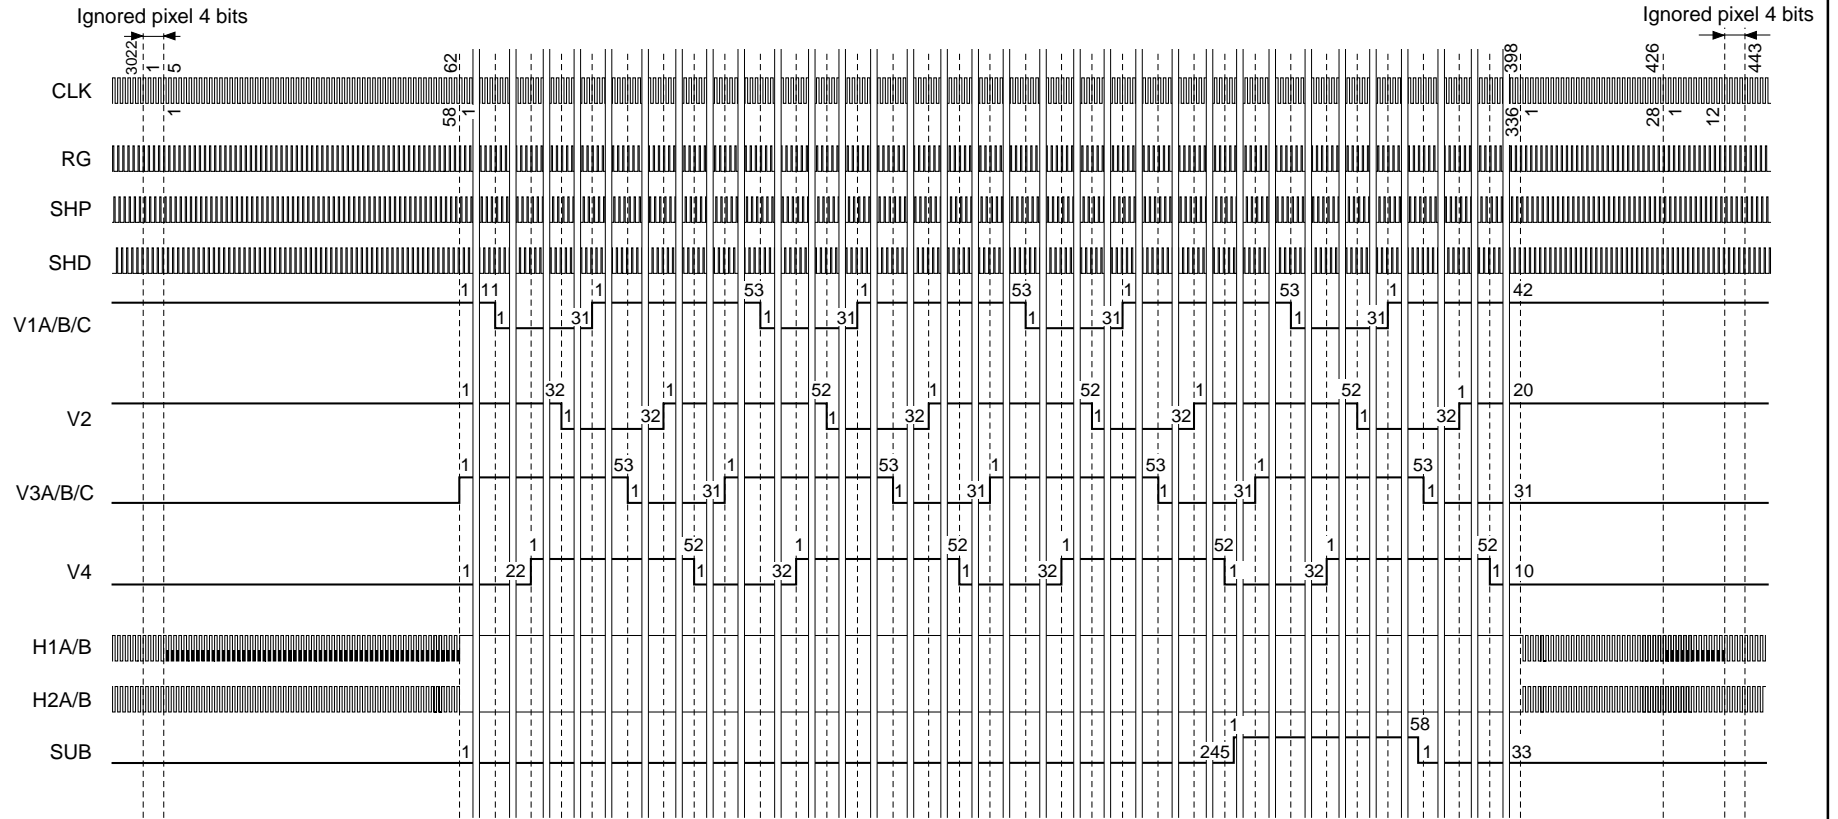 Ignored pixel 4 bits
Ignored pixel 4 bits
3022 1 5 62 398 426 443
CLK
1 58 1 336 1 28 1 12
RG
SHP
SHD
1 11 1 53 1 53 1 53 1 42
V1A/B/C
1 31 1 31 1 31 1 31
1 32 1 52 1 52 1 52 1 20
V2
1 32 1 32 1 32 1 32
1 53 1 53 1 53 1 53
V3A/B/C
1 31 1 31 1 31 1 31
1 52 1 52 1 52 1 52
V4
1 22 1 32 1 32 1 32 1 10
H1A/B
H2A/B
1 58
SUB
1 245 1 33